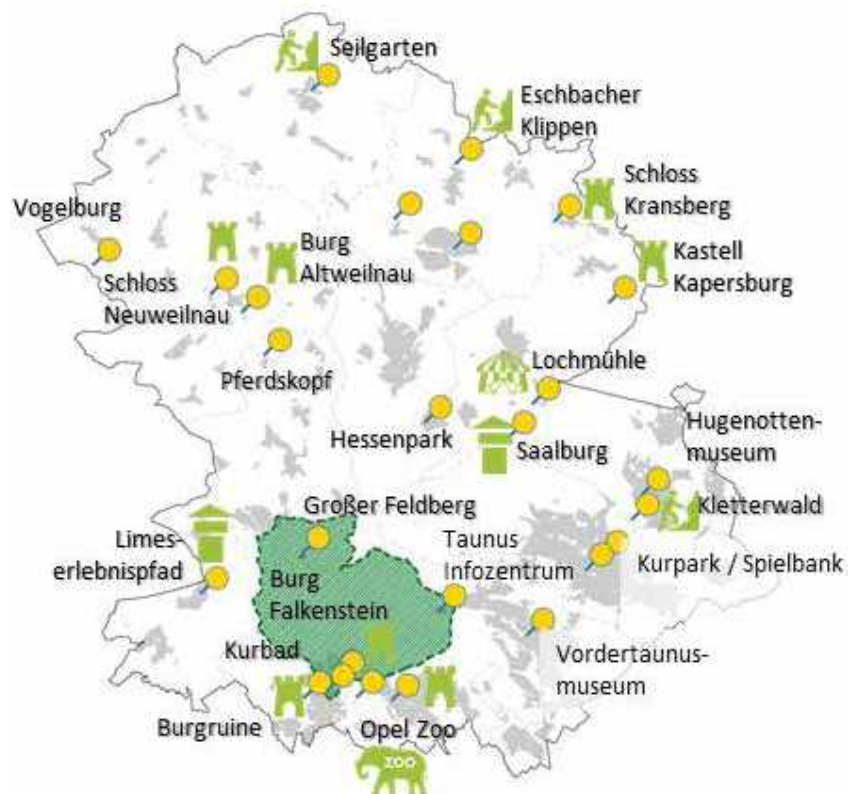 Seilgarten
Eschbacher
Klippen
Schloss
Kransberg
Vogelburg
Burg
Altweilnau
Kastell
Kapersburg
Schloss
Neuweilnau
Pferdskopf
Lochmühle
Hessenpark
Saalburg
Hugenotten-
museum
Großer Feldberg
Kletterwald
Limes-
erlebnispfad
Taunus
Infozentrum
Kurpark / Spielbank
Burg
Falkenstein
Kurbad
Vordertaunus-
museum
Burgruine
Opel Zoo
ZOO